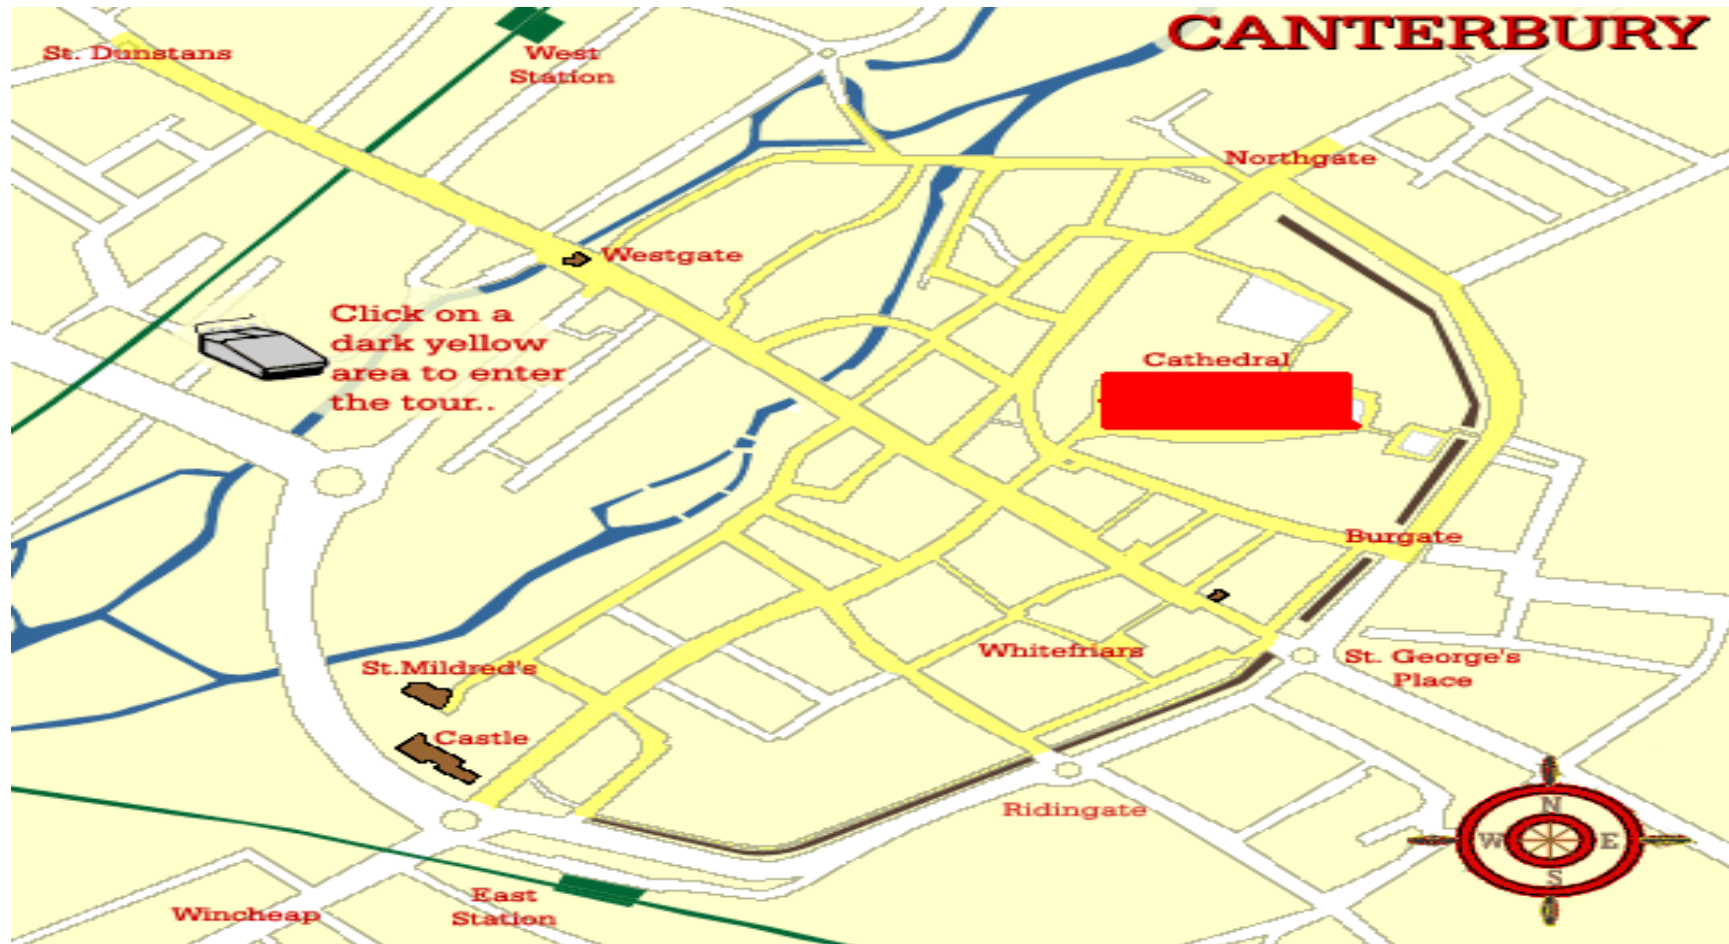 CANTERBURY
St. Dunstans
West
Station
Northgate
Westgate
Click on a
dark yellow
area to enter
the tour..
Cathedral
Burgate
Whitefriars
St. George's
Place
St.Mildred's
Castle
Ridingate
N
W E
S
East
Station
Wincheap